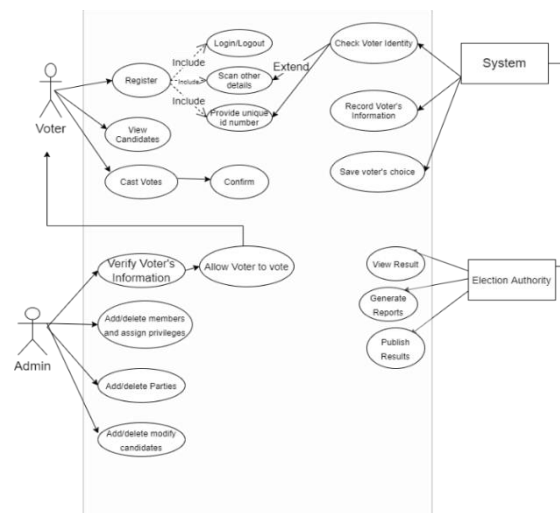 Login/Logout
Include
Check Voter Identity
System
Extend
Register
include
Scan other
details
Include
Provide unique
id number
Record Voter's
Information
Voter
View
Candidates
Cast Votes
Confirm
Save voter's choice
Verify Voter's
Information
Allow Voter to vote
View Result
Election Authority
Generate
Reports
Add/delete members
and assign privileges
Publish
Results
Admin
Add/delete Parties
Add/delete modify
candidates